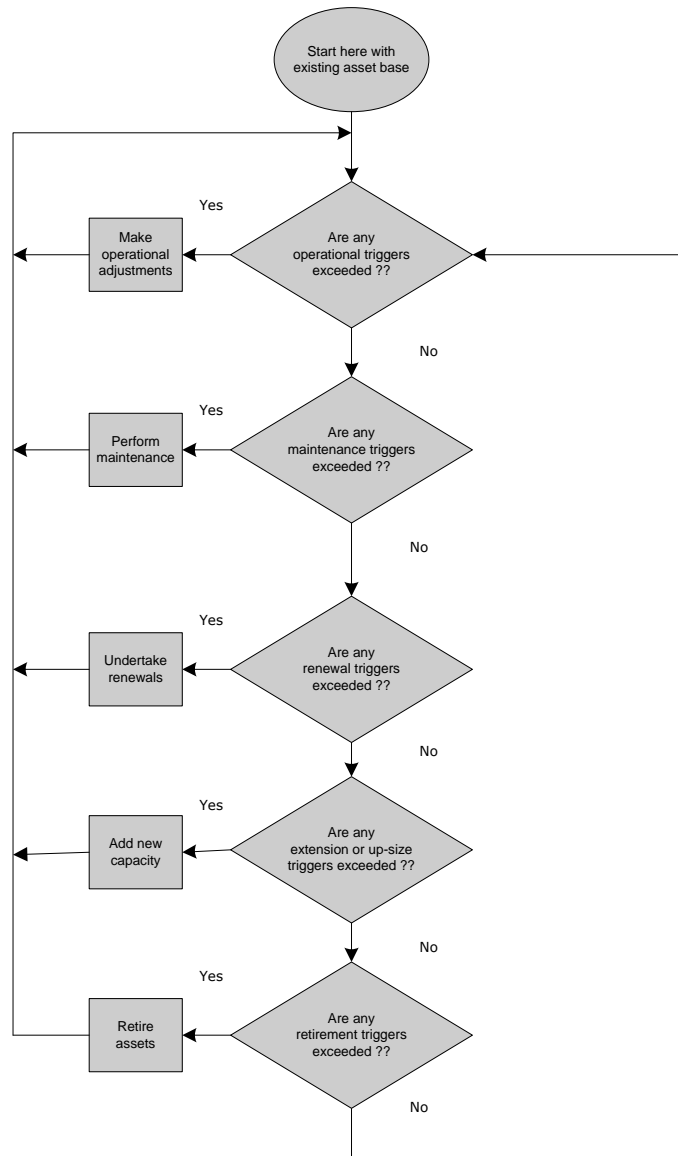 Start here with
existing asset base
Yes
Make
operational
adjustments
Are any
operational triggers
exceeded ??
No
Yes
Perform
maintenance
Are any
maintenance triggers
exceeded ??
No
Yes
Undertake
renewals
Are any
renewal triggers
exceeded ??
No
Yes
Add new
capacity
Are any
extension or up-size
triggers exceeded ??
No
Yes
Retire
assets
Are any
retirement triggers
exceeded ??
No